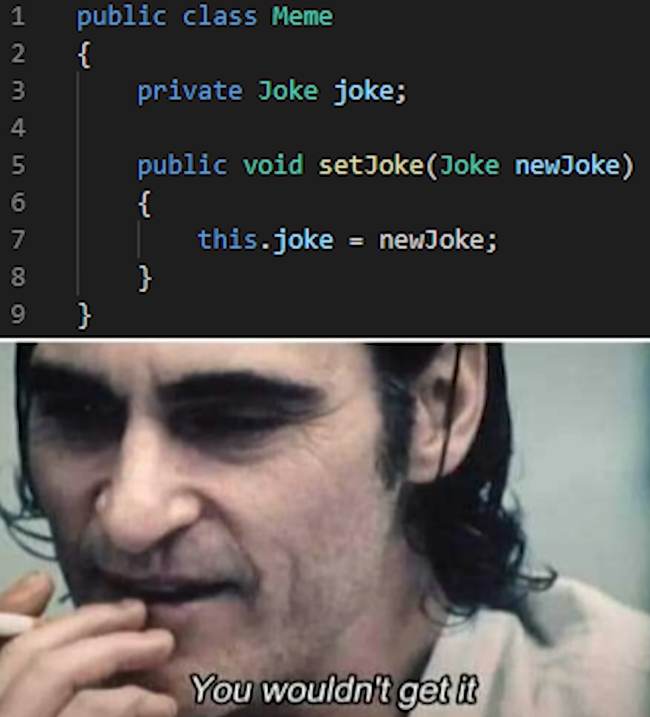 1 public class Meme
2 {
3 private Joke joke;
4
5 public void setJoke(Joke newJoke)
6 {
7 this.joke = newJoke;
8 }
9 }
You wouldn't get it